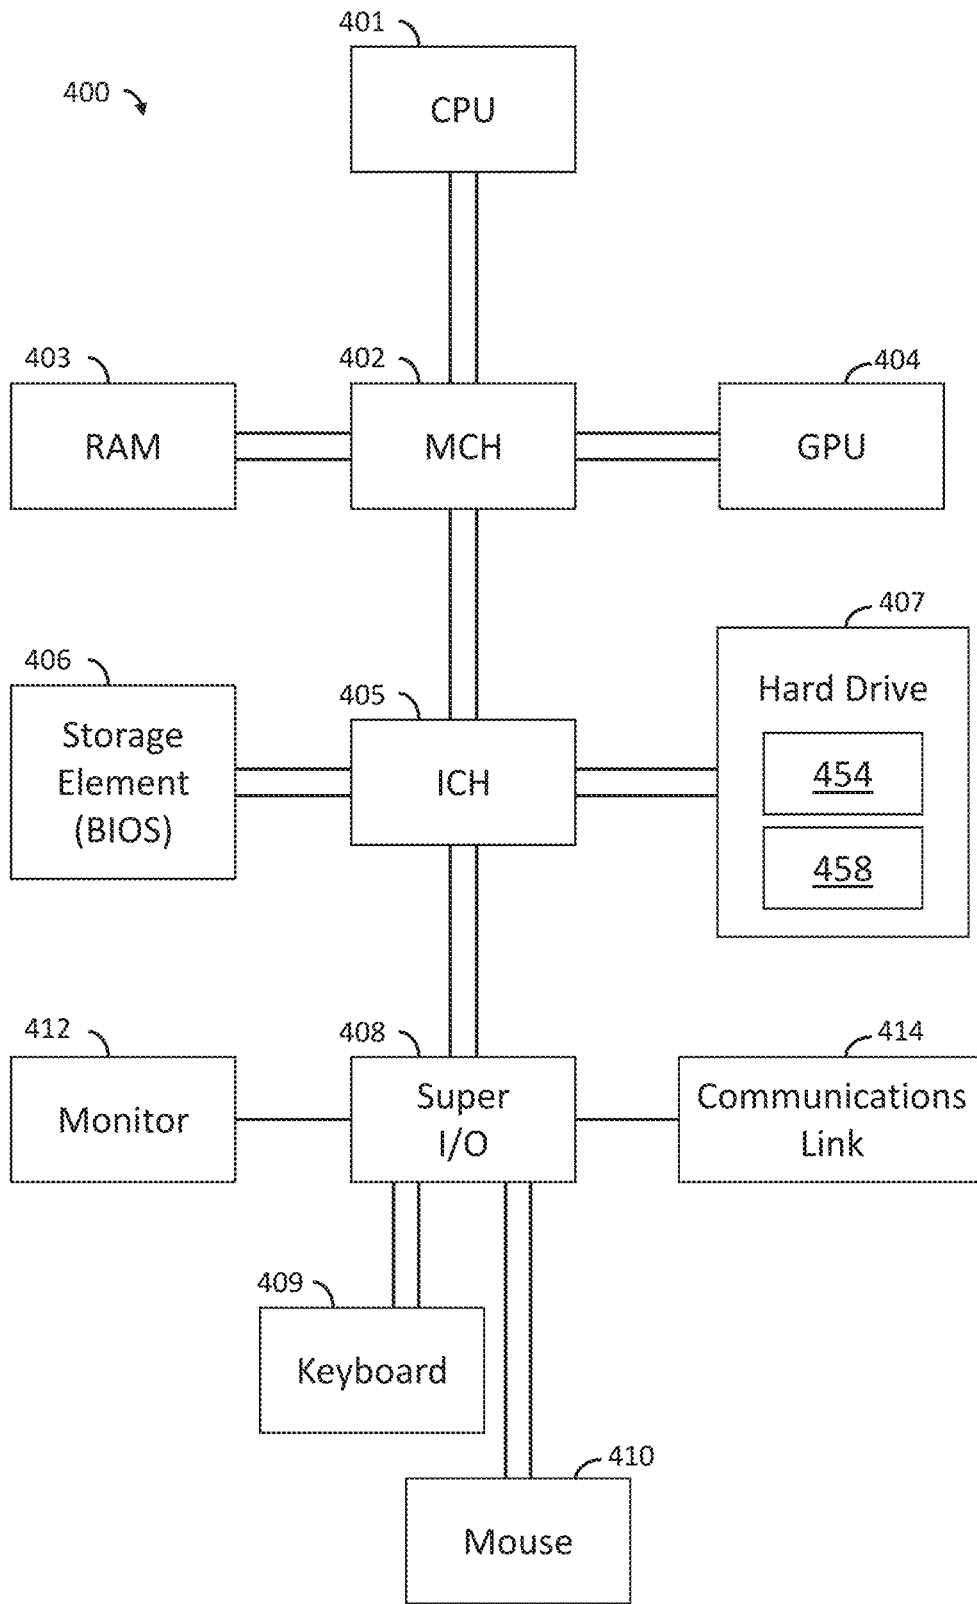 401
400
CPU
403
402
404
RAM
MCH
GPU
407
406
405
Hard Drive
Storage
Element
(BIOS)
ICH
454
458
412
408
414
Monitor
Super
I/O
Communications
Link
409
Keyboard
410
Mouse